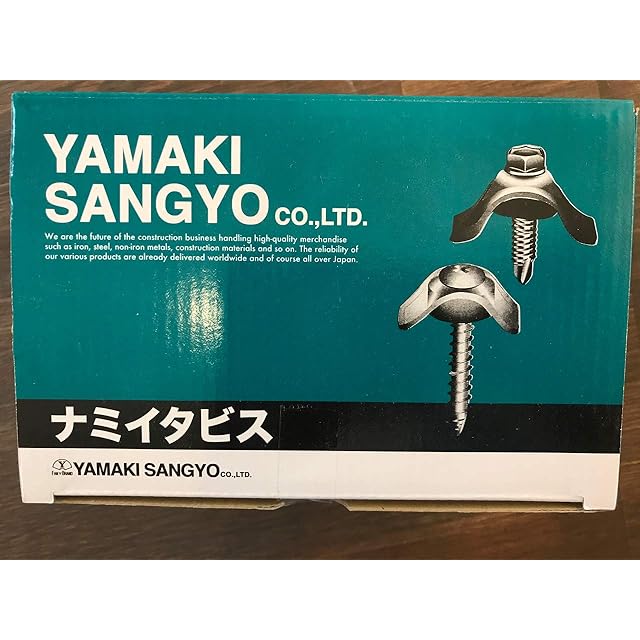 YAMAKI
SANGYO CO.,LTD.
We are the future of the construction business handling high-quality merchandise
such as iron, steel, non-iron metals, construction materials and so on. The reliability of
our various products are already delivered worldwide and of course all over Japan.
ナミイタビス
YAMAKI SANGYO CO.,LTD.